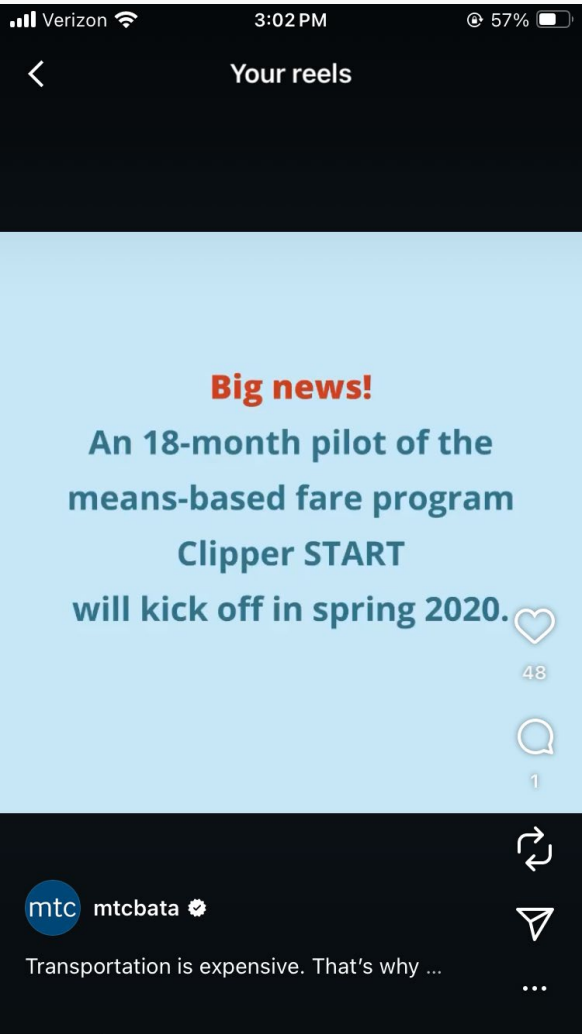 Verizon 3:02 PM 57%
Your reels
Big news!
An 18-month pilot of the
means-based fare program
Clipper START
will kick off in spring 2020.
48
1
mtc mtcbata
Transportation is expensive. That’s why ...